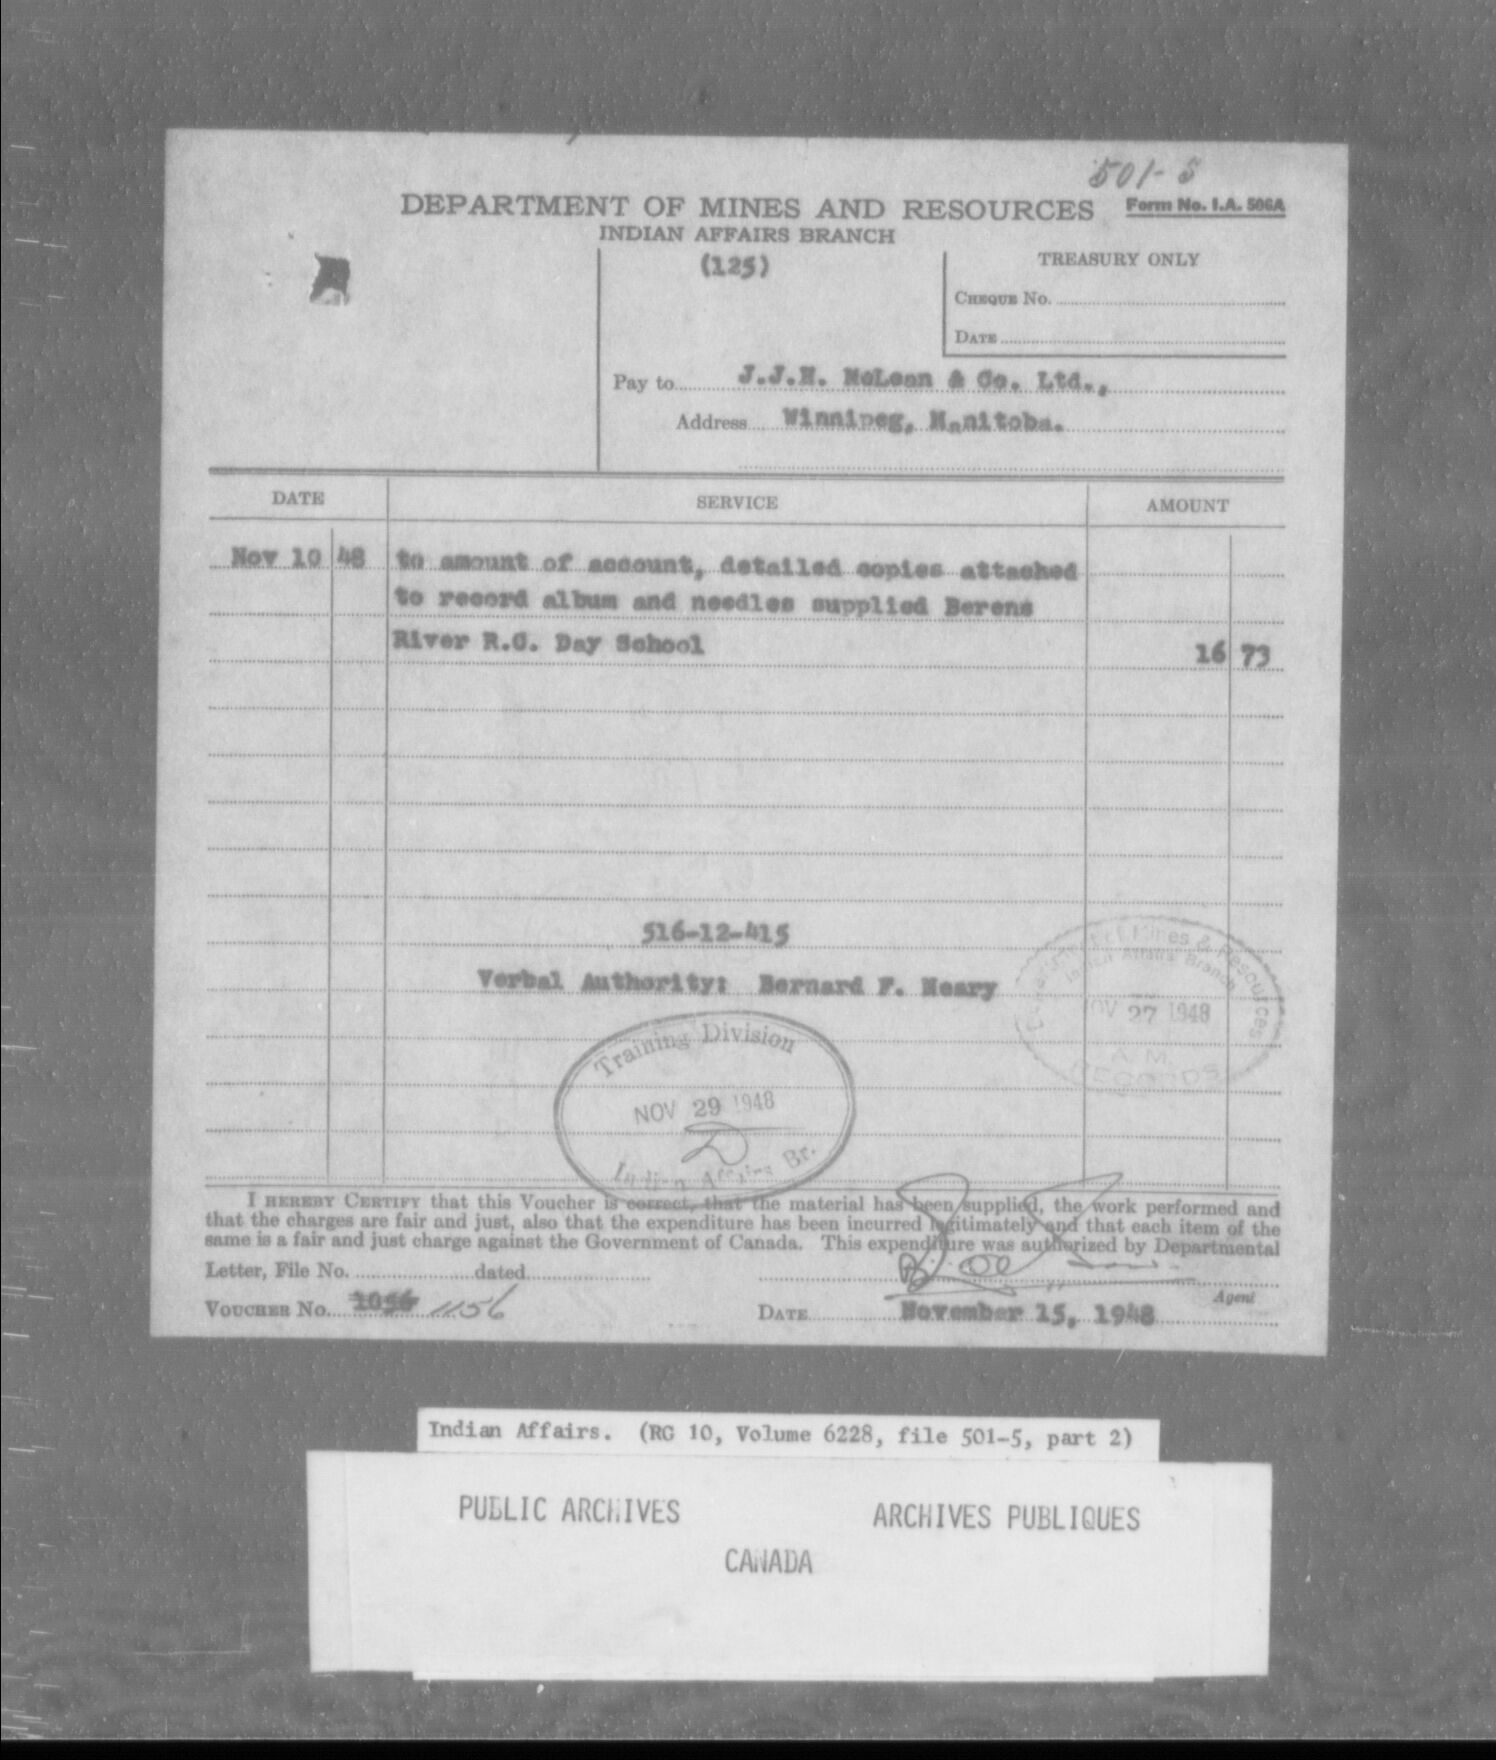 501-5
DEPARTMENT OF MINES AND RESOURCES
Form No. I.A. 506A
INDIAN AFFAIRS BRANCH
(125)
TREASURY ONLY
CHEQUE No.
DATE
Pay to J.J.H. McLean & Co. Ltd.,
Address Winnipeg, Manitoba.
DATE SERVICE AMOUNT
Nov 10 48 to amount of account, detailed copies attached
to record album and needles supplied Berens
River R.C. Day School 16 73
516-12-415
Verbal Authority: Bernard F. Neary
Department of Mines & Resources
Indian Affairs Branch
NOV 27 1948
A. M.
RECORDS
Training Division
NOV 29 1948
Indian Affairs Br.
I HEREBY CERTIFY that this Voucher is correct, that the material has been supplied, the work performed and
that the charges are fair and just, also that the expenditure has been incurred legitimately and that each item of the
same is a fair and just charge against the Government of Canada. This expenditure was authorized by Departmental
Letter, File No. dated
Agent
VOUCHER No. 1056 1156 DATE November 15, 1948
Indian Affairs. (RG 10, Volume 6228, file 501-5, part 2)
PUBLIC ARCHIVES ARCHIVES PUBLIQUES
CANADA